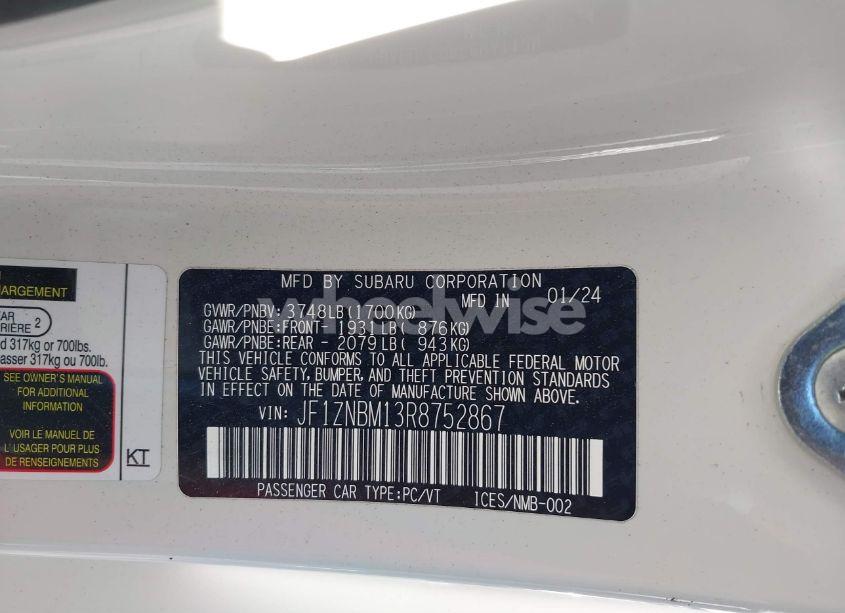 ARGEMENT
AR
IÈRE 2
d 317kg or 700lbs.
asser 317kg ou 700lb.
SEE OWNER'S MANUAL
FOR ADDITIONAL
INFORMATION
VOIR LE MANUEL DE
L' USAGER POUR PLUS
DE RENSEIGNEMENTS
KT
MFD BY SUBARU CORPORATION
MFD IN 01/24
GVWR/PNBV: 3748LB(1700KG)
GAWR/PNBE:FRONT- 1931LB( 876KG)
GAWR/PNBE:REAR - 2079LB( 943KG)
THIS VEHICLE CONFORMS TO ALL APPLICABLE FEDERAL MOTOR
VEHICLE SAFETY, BUMPER, AND THEFT PREVENTION STANDARDS
IN EFFECT ON THE DATE OF MANUFACTURE SHOWN ABOVE.
VIN: JF1ZNBM13R8752867
PASSENGER CAR TYPE:PC/VT ICES/NMB-002
wheelwise